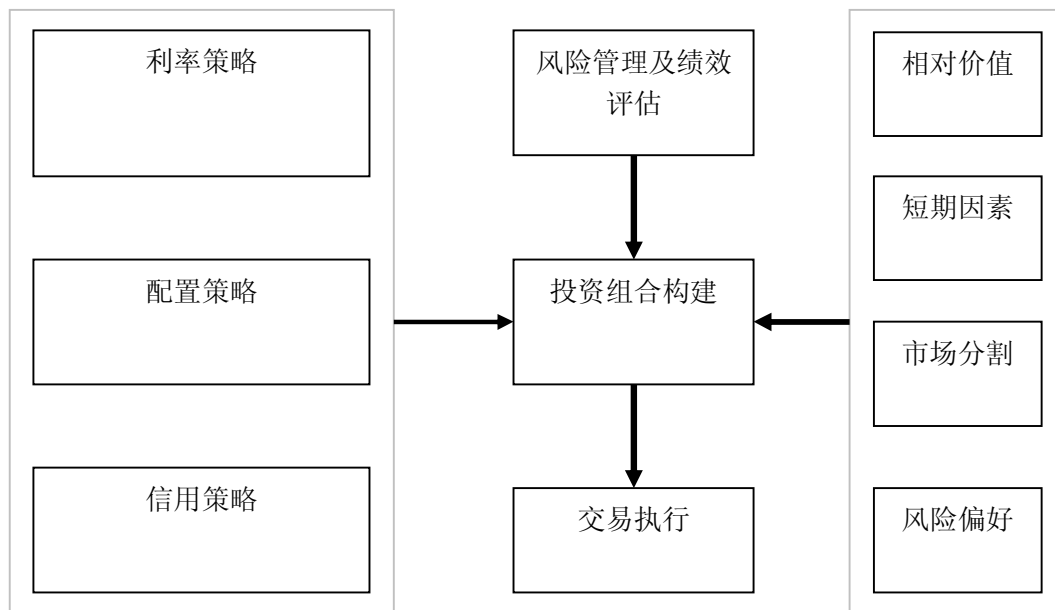 利率策略
配置策略
信用策略
风险管理及绩效
评估
投资组合构建
交易执行
相对价值
短期因素
市场分割
风险偏好